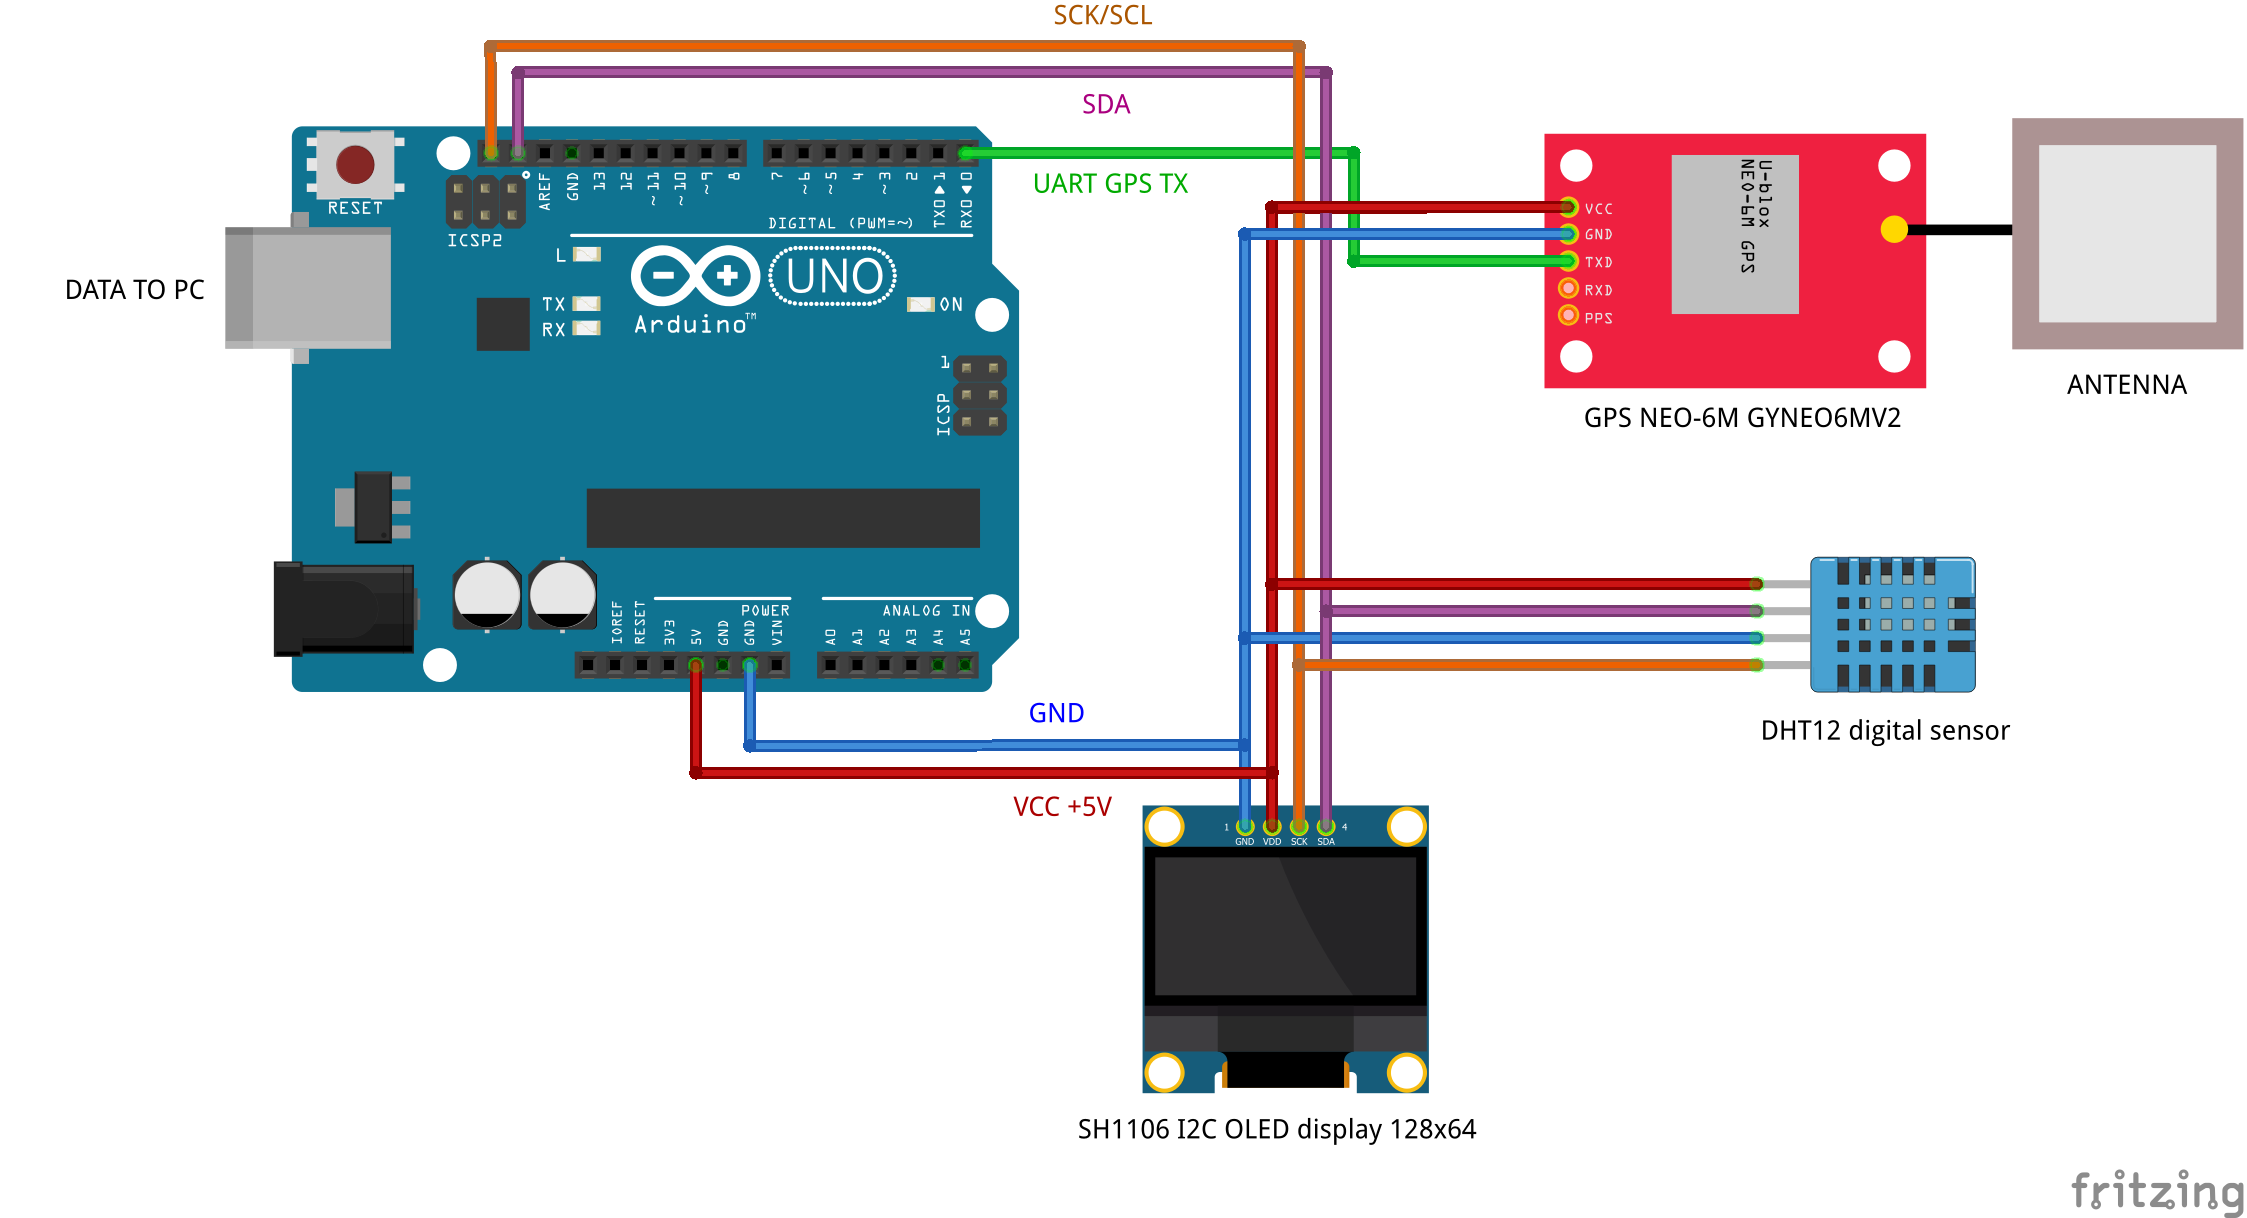 SCK/SCL
SDA
UART GPS TX
RESET
ICSP2
AREF
GND
13
12
~11
~10
~9
8
7
~6
~5
4
~3
2
TX0▶1
RX0◀0
DIGITAL (PWM=~)
L
TX
RX
UNO
Arduino™
ON
1
ICSP
DATA TO PC
IOREF
RESET
3V3
5V
GND
GND
VIN
POWER
ANALOG IN
A0
A1
A2
A3
A4
A5
GND
VCC +5V
VCC
GND
TXD
RXD
PPS
U-blox
NEO-6M GPS
GPS NEO-6M GYNEO6MV2
ANTENNA
DHT12 digital sensor
1
4
GND VDD SCK SDA
SH1106 I2C OLED display 128x64
fritzing